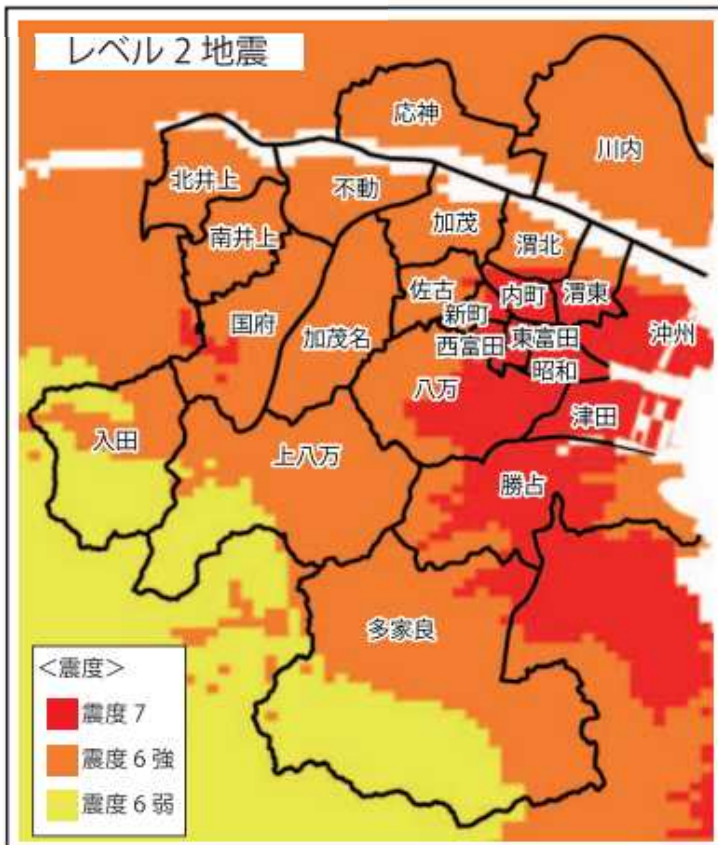 レベル2地震
応神
川内
北井上
不動
加茂
渭北
南井上
佐古
内町
渭東
新町
国府
加茂名
西富田
東富田
沖州
昭和
八万
津田
入田
上八万
勝占
多家良
<震度>
震度7
震度6強
震度6弱